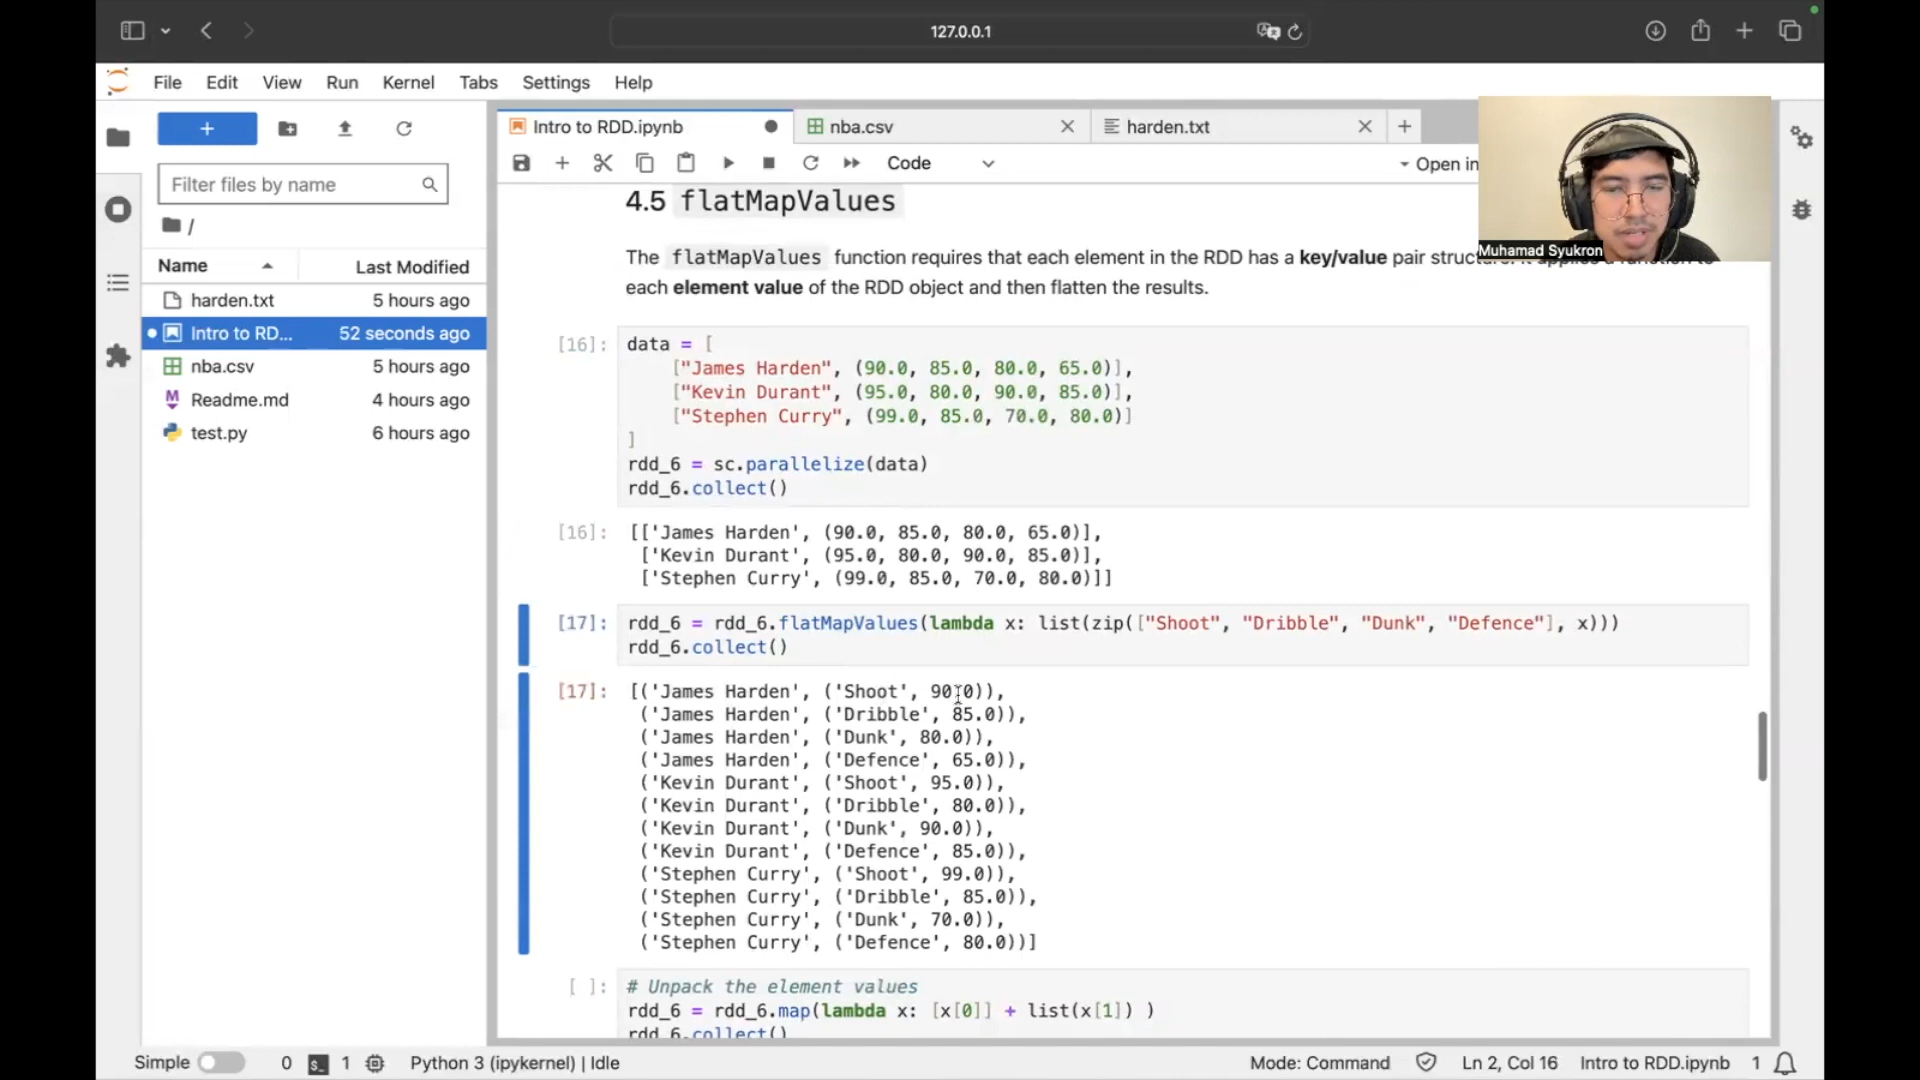 127.0.0.1
File Edit View Run Kernel Tabs Settings Help
Intro to RDD.ipynb
nba.csv
harden.txt
Code
Open in
Filter files by name
/
Name Last Modified
harden.txt 5 hours ago
Intro to RD... 52 seconds ago
nba.csv 5 hours ago
Readme.md 4 hours ago
test.py 6 hours ago
Muhamad Syukron
4.5 flatMapValues
The flatMapValues function requires that each element in the RDD has a key/value pair structure. It applies a function to
each element value of the RDD object and then flatten the results.
[16]: data = [
["James Harden", (90.0, 85.0, 80.0, 65.0)],
["Kevin Durant", (95.0, 80.0, 90.0, 85.0)],
["Stephen Curry", (99.0, 85.0, 70.0, 80.0)]
]
rdd_6 = sc.parallelize(data)
rdd_6.collect()
[16]: [['James Harden', (90.0, 85.0, 80.0, 65.0)],
['Kevin Durant', (95.0, 80.0, 90.0, 85.0)],
['Stephen Curry', (99.0, 85.0, 70.0, 80.0)]]
[17]: rdd_6 = rdd_6.flatMapValues(lambda x: list(zip(["Shoot", "Dribble", "Dunk", "Defence"], x)))
rdd_6.collect()
[17]: [('James Harden', ('Shoot', 90.0)),
('James Harden', ('Dribble', 85.0)),
('James Harden', ('Dunk', 80.0)),
('James Harden', ('Defence', 65.0)),
('Kevin Durant', ('Shoot', 95.0)),
('Kevin Durant', ('Dribble', 80.0)),
('Kevin Durant', ('Dunk', 90.0)),
('Kevin Durant', ('Defence', 85.0)),
('Stephen Curry', ('Shoot', 99.0)),
('Stephen Curry', ('Dribble', 85.0)),
('Stephen Curry', ('Dunk', 70.0)),
('Stephen Curry', ('Defence', 80.0))]
[ ]: # Unpack the element values
rdd_6 = rdd_6.map(lambda x: [x[0]] + list(x[1]) )
rdd_6.collect()
Simple 0 1 Python 3 (ipykernel) | Idle Mode: Command Ln 2, Col 16 Intro to RDD.ipynb 1